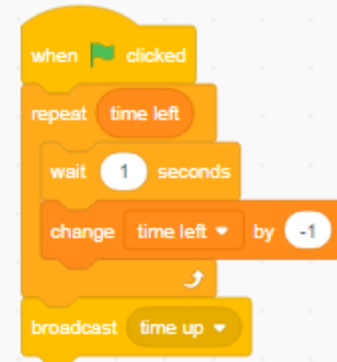 when clicked
repeat time left
wait 1 seconds
change time left by -1
broadcast time up